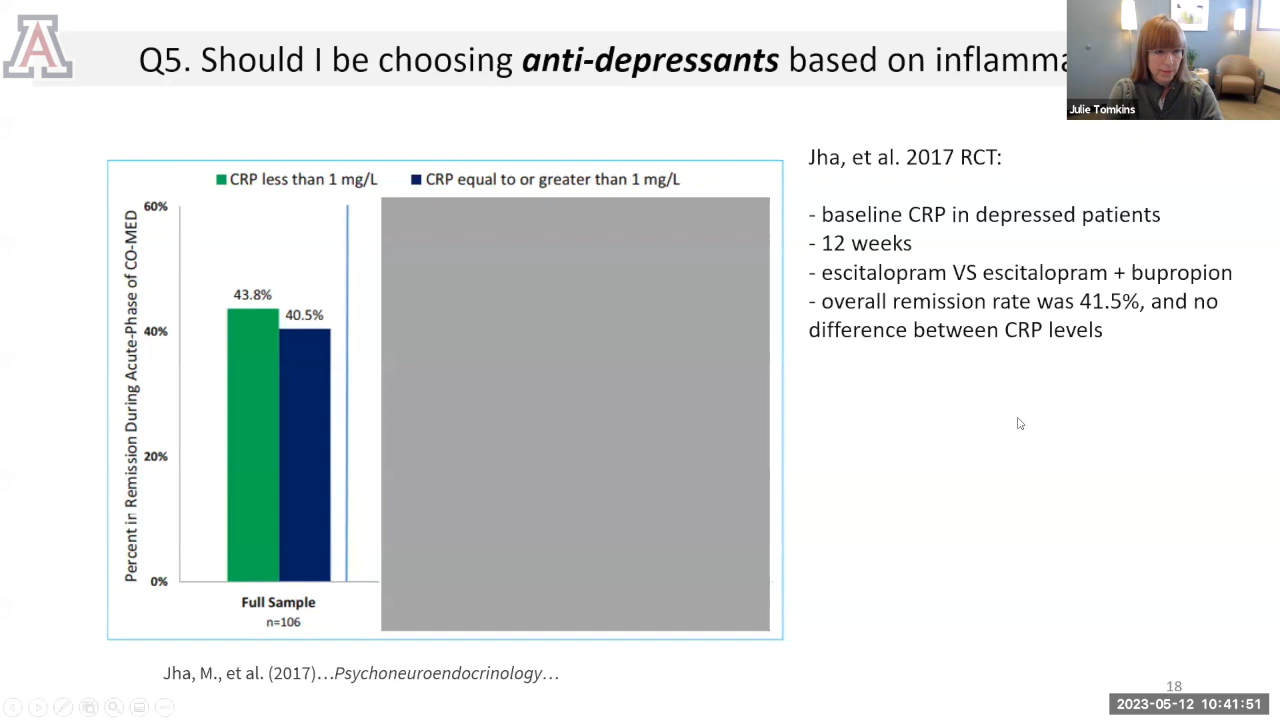 A
Q5. Should I be choosing anti-depressants based on inflamma
Julie Tomkins
Jha, et al. 2017 RCT:
- baseline CRP in depressed patients
- 12 weeks
- escitalopram VS escitalopram + bupropion
- overall remission rate was 41.5%, and no
difference between CRP levels
CRP less than 1 mg/L
CRP equal to or greater than 1 mg/L
Percent in Remission During Acute-Phase of CO-MED
60%
40%
20%
0%
43.8%
40.5%
Full Sample
n=106
Jha, M., et al. (2017)…Psychoneuroendocrinology…
18
2023-05-12 10:41:51